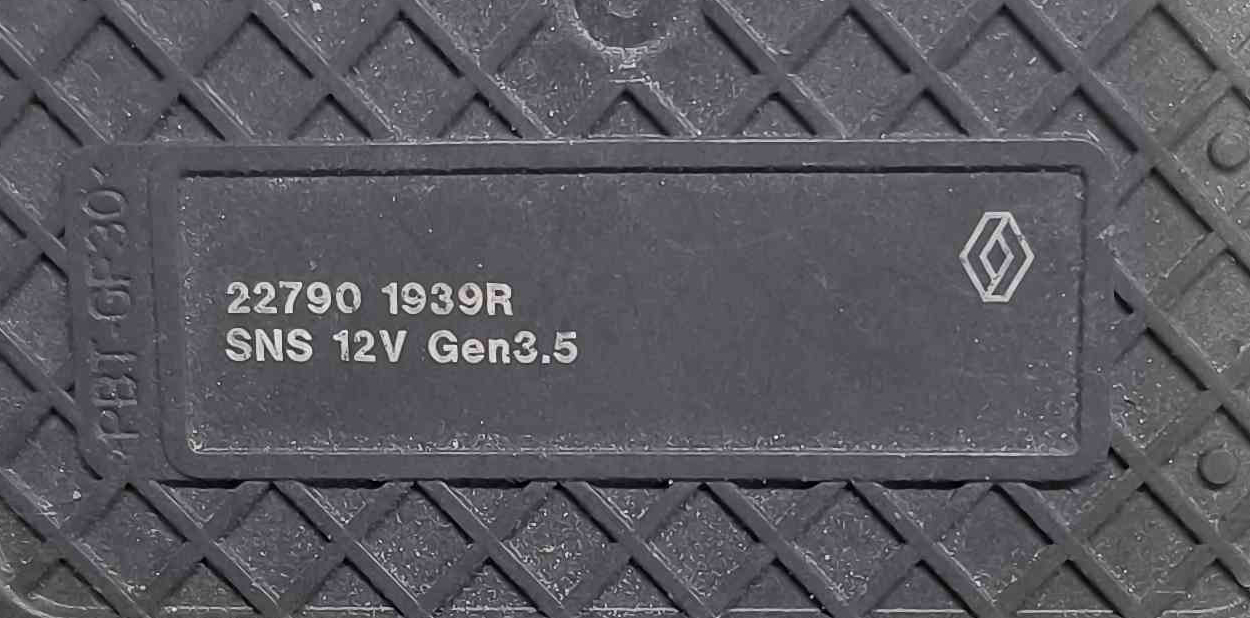 22790 1939R
SNS 12V Gen3.5
>PBT-GF30<